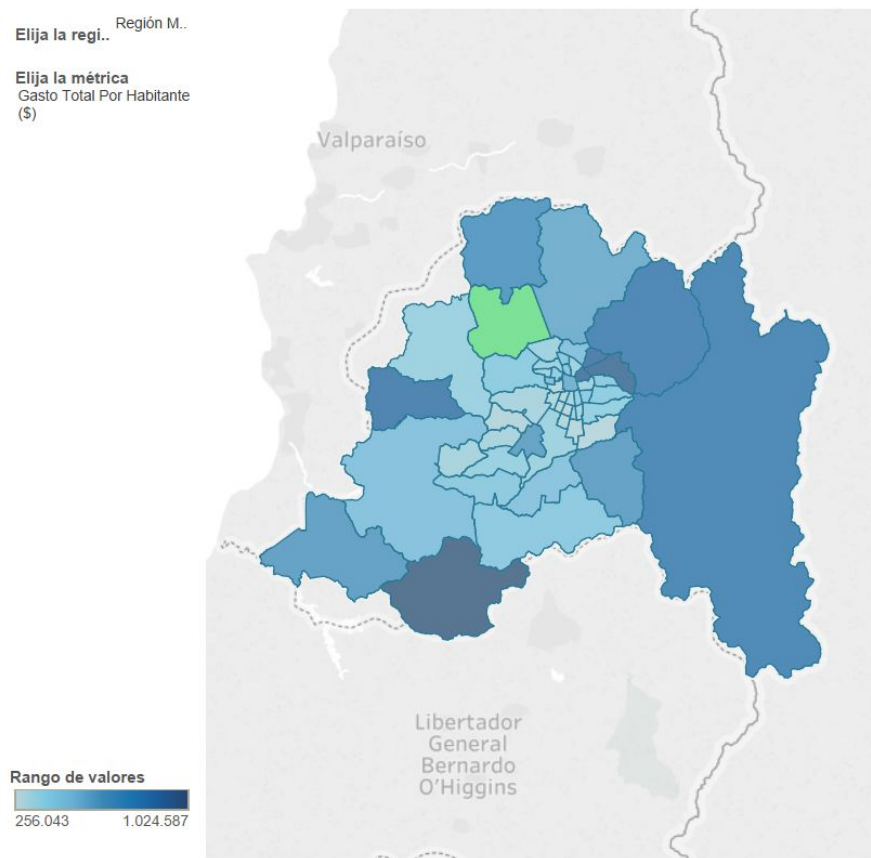 Elija la regi.. Región M..
Elija la métrica
Gasto Total Por Habitante
($)
Valparaíso
Libertador
General
Bernardo
O'Higgins
Rango de valores
256.043 1.024.587